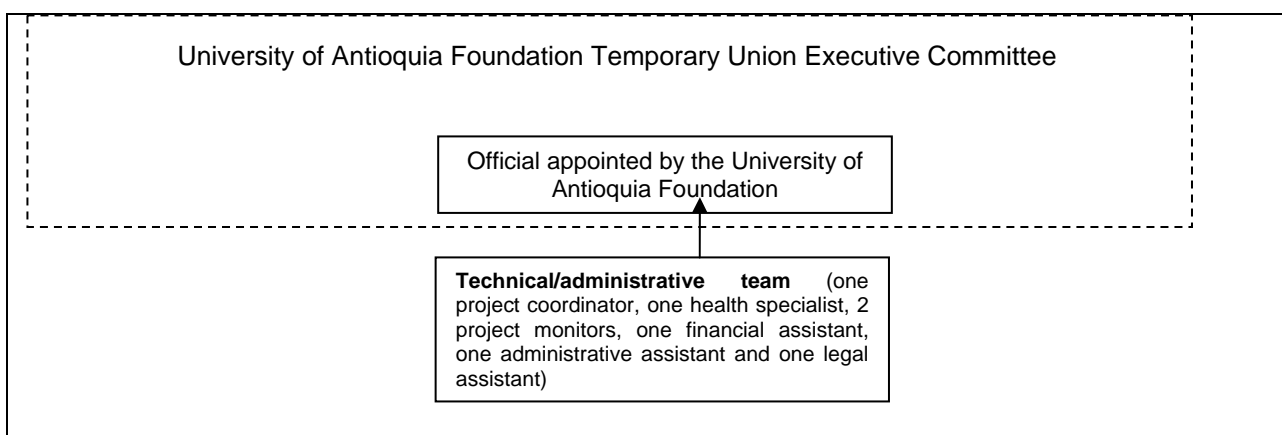 University of Antioquia Foundation Temporary Union Executive Committee
Official appointed by the University of
Antioquia Foundation
Technical/administrative team (one
project coordinator, one health specialist, 2
project monitors, one financial assistant,
one administrative assistant and one legal
assistant)